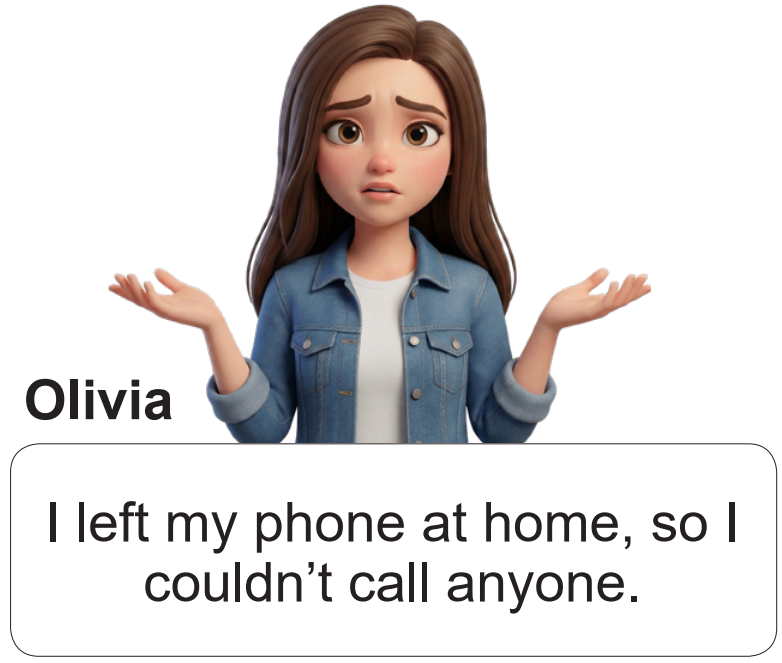 Olivia
I left my phone at home, so I
couldn’t call anyone.